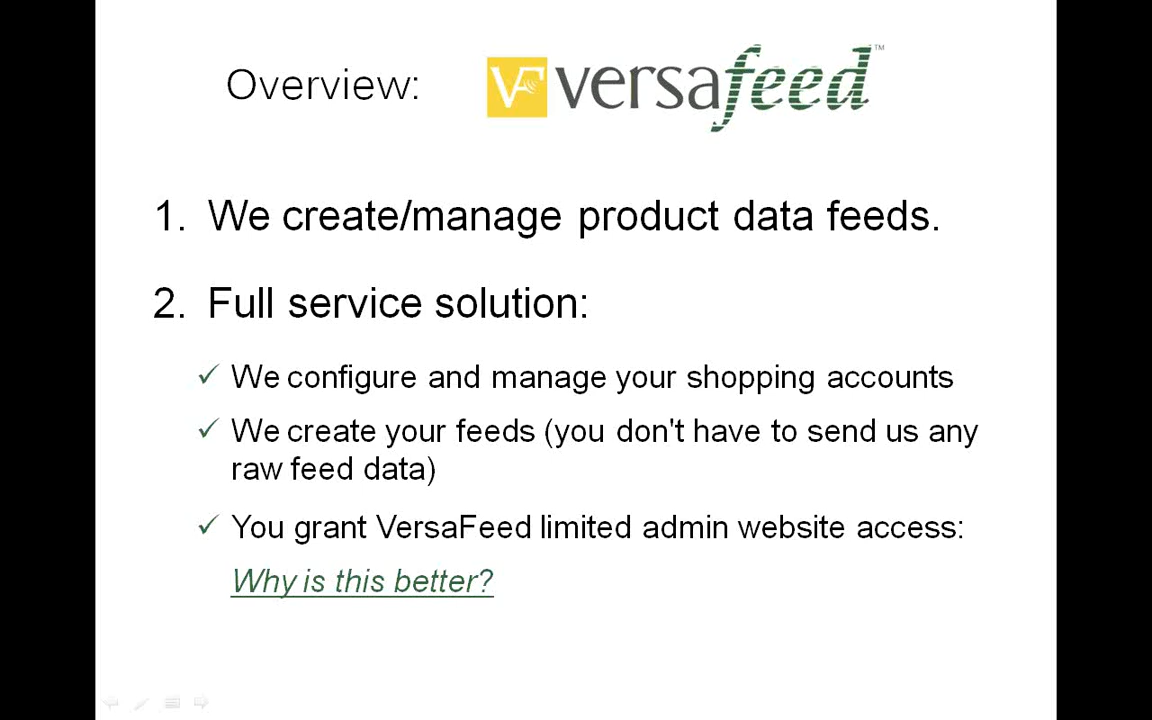 Overview: VF versafeed™
1. We create/manage product data feeds.
2. Full service solution:
✓ We configure and manage your shopping accounts
✓ We create your feeds (you don't have to send us any
raw feed data)
✓ You grant VersaFeed limited admin website access:
Why is this better?